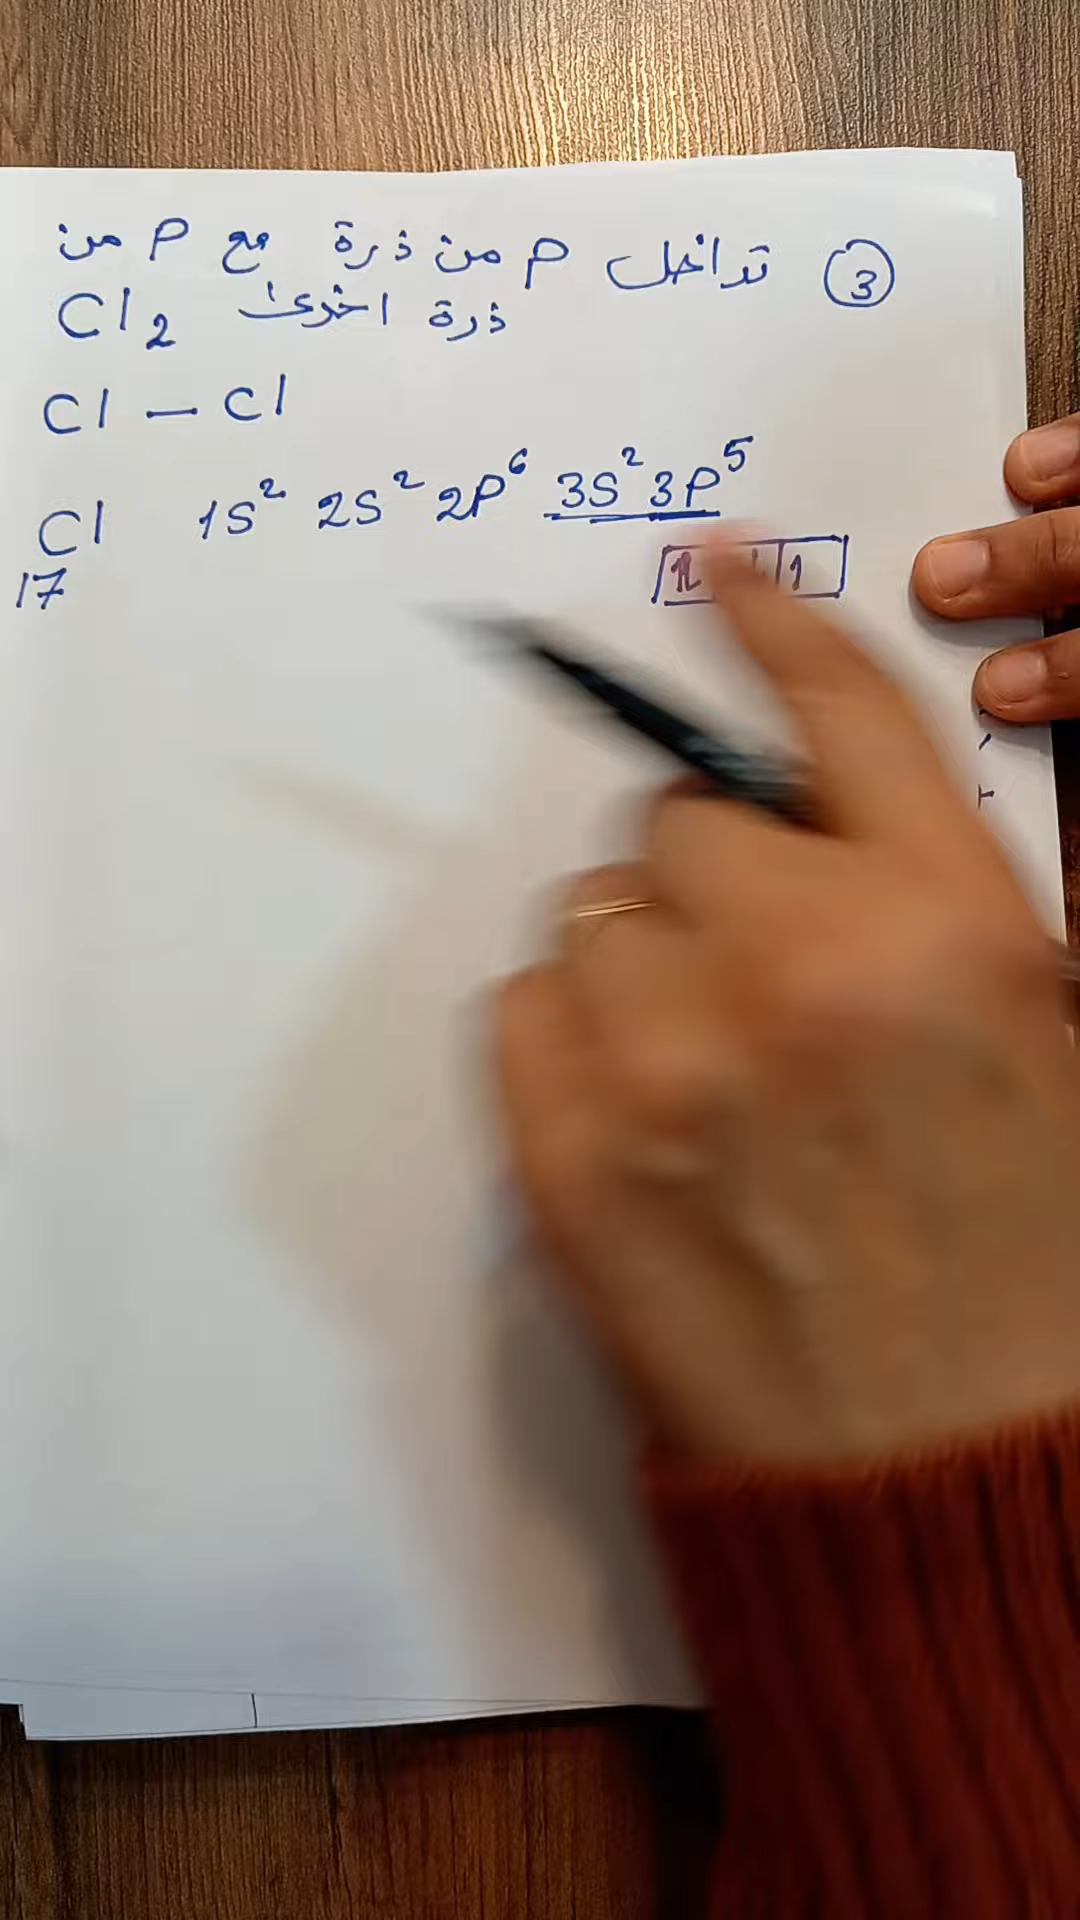 ③ تداخل P من ذرة مع P من
ذرة اخرى Cl₂
Cl — Cl
Cl 1S² 2S² 2P⁶ 3S² 3P⁵
17